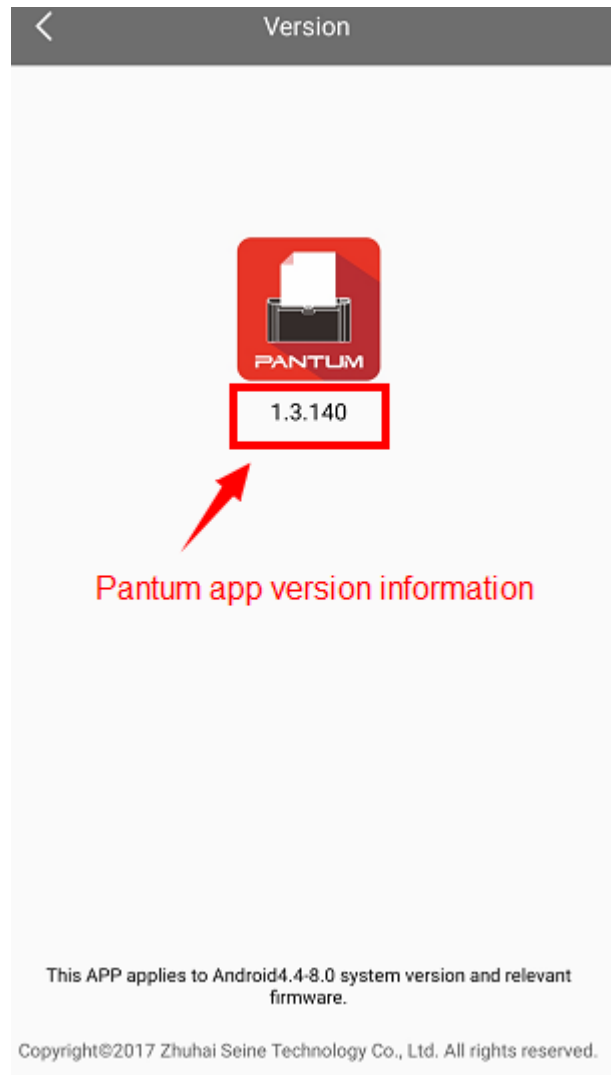 Version
PANTUM
1.3.140
Pantum app version information
This APP applies to Android4.4-8.0 system version and relevant
firmware.
Copyright©2017 Zhuhai Seine Technology Co., Ltd. All rights reserved.